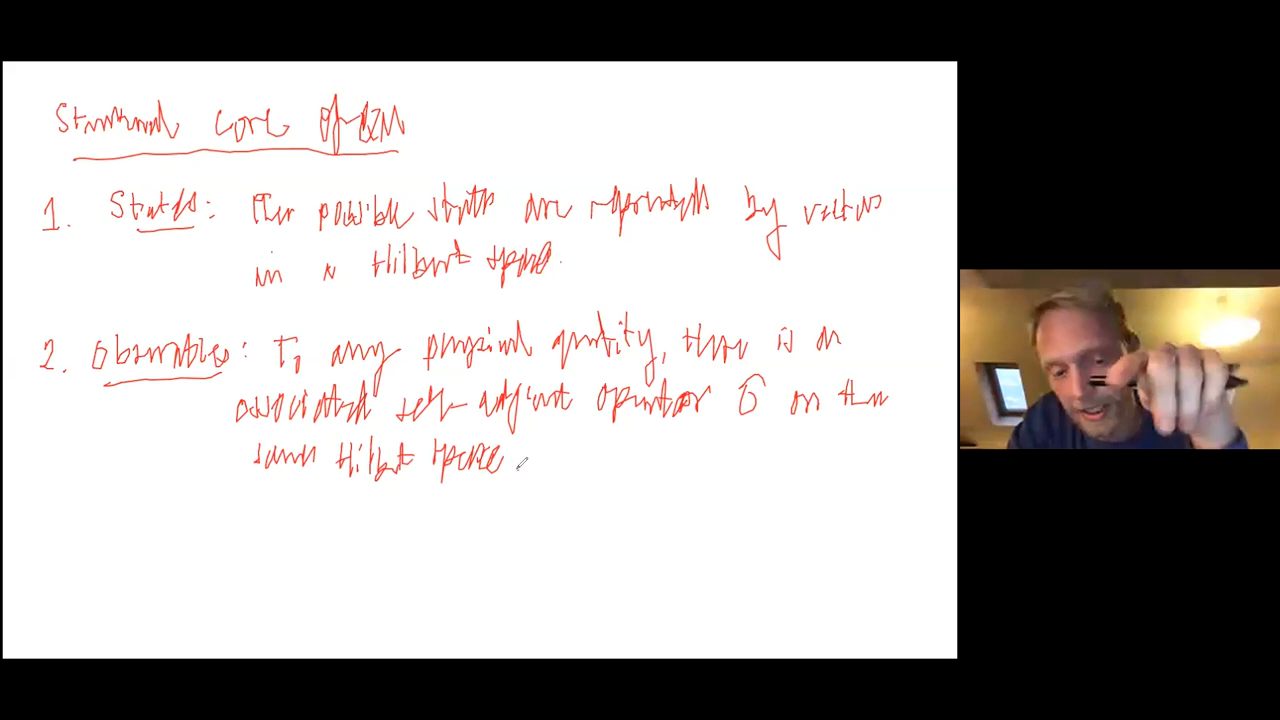 Structural core of QM
1. States: The possible states are represented by vectors
in a Hilbert space.
2. Observables: To any physical quantity, there is an
associated self-adjoint operator Ô on the
same Hilbert space